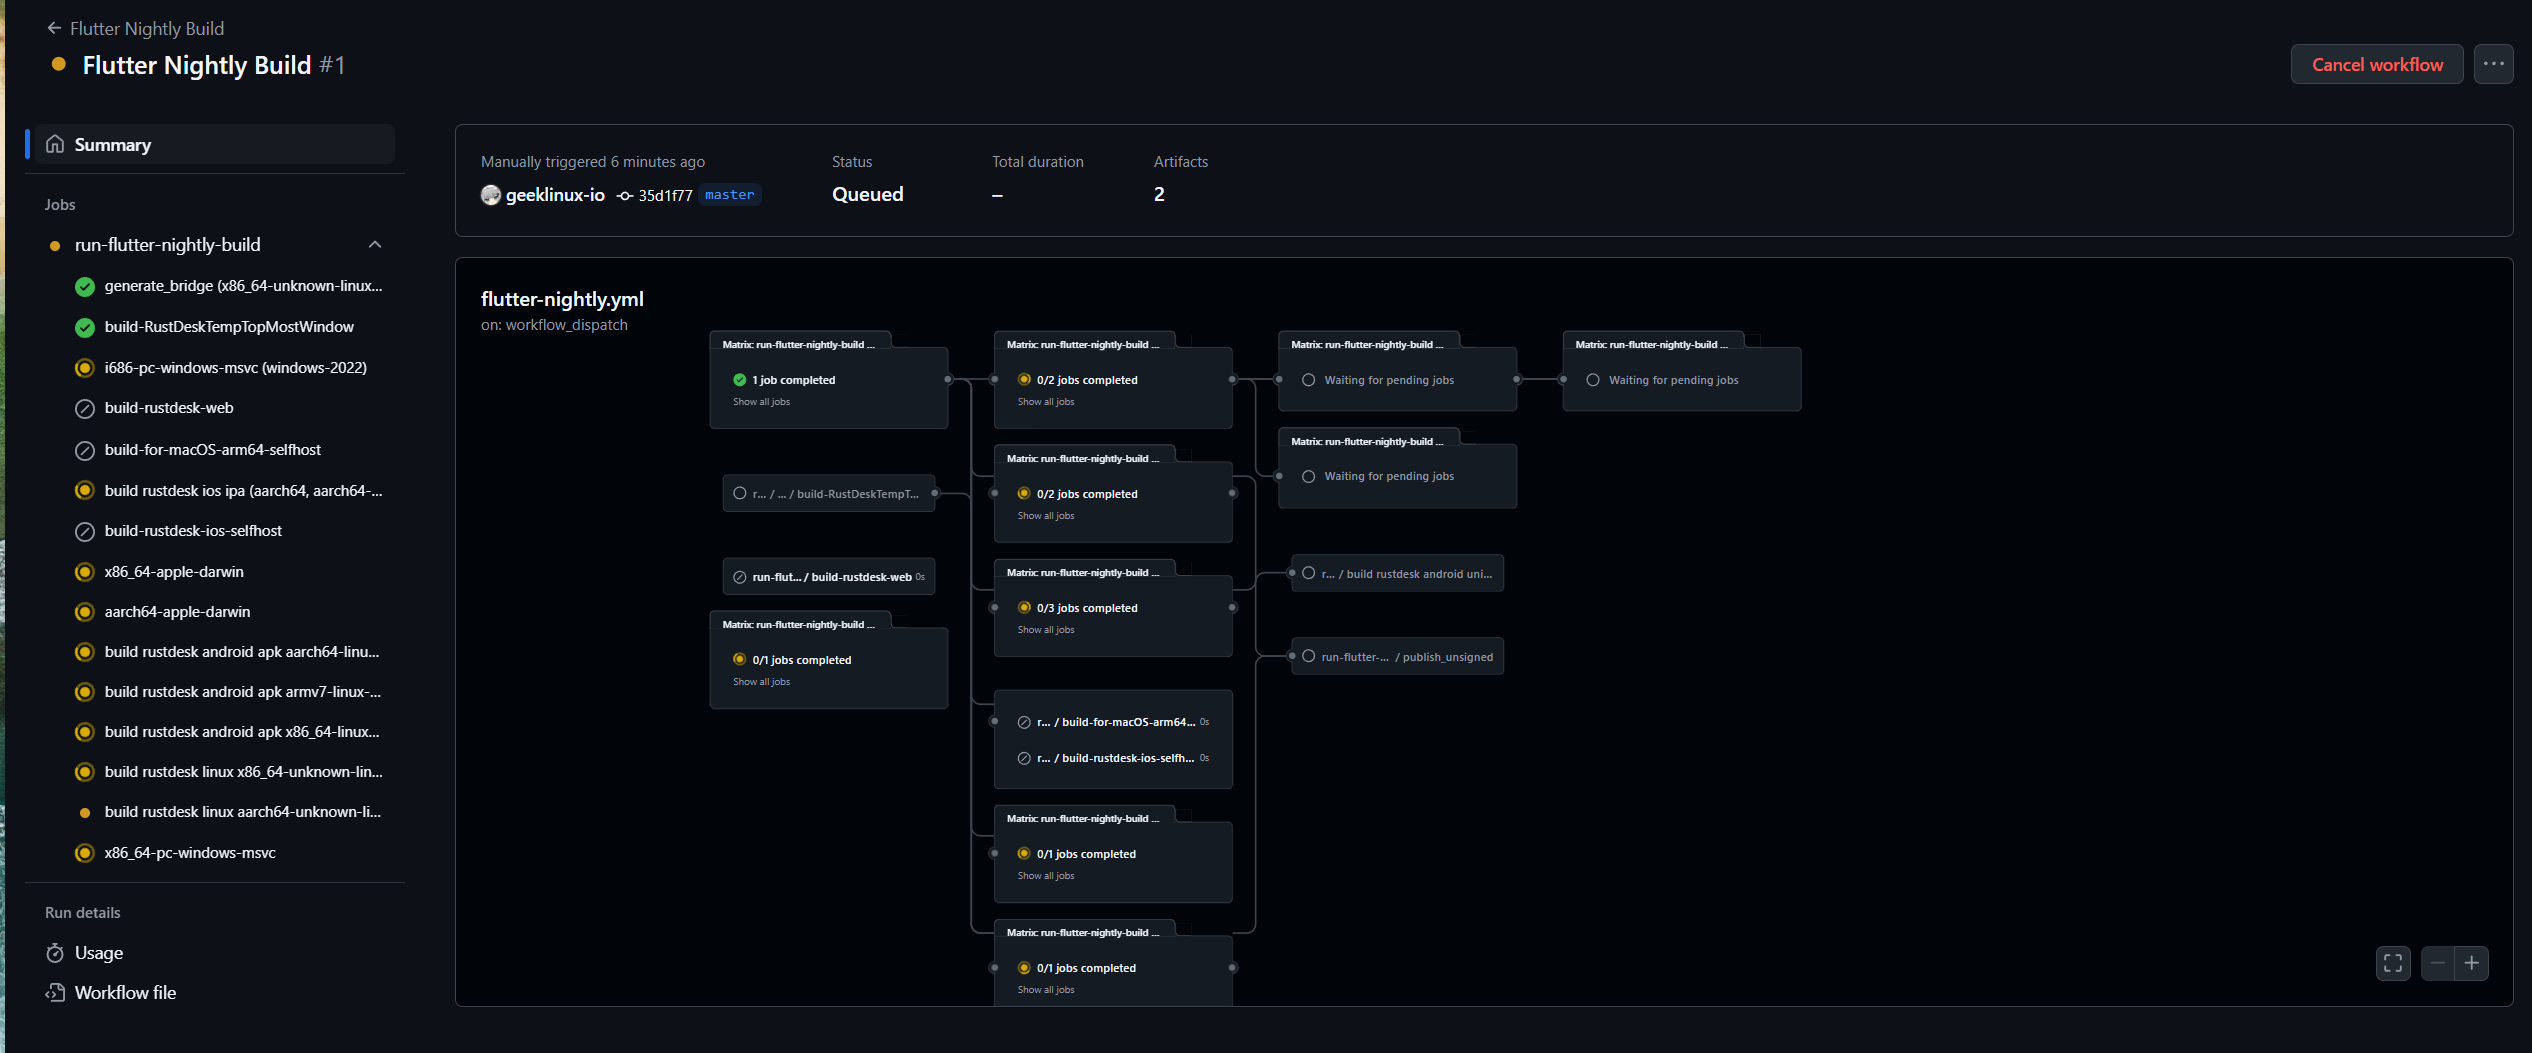 Flutter Nightly Build
Flutter Nightly Build #1
Cancel workflow
Summary
Jobs
run-flutter-nightly-build
generate_bridge (x86_64-unknown-linux...
build-RustDeskTempTopMostWindow
i686-pc-windows-msvc (windows-2022)
build-rustdesk-web
build-for-macOS-arm64-selfhost
build rustdesk ios ipa (aarch64, aarch64-...
build-rustdesk-ios-selfhost
x86_64-apple-darwin
aarch64-apple-darwin
build rustdesk android apk aarch64-linu...
build rustdesk android apk armv7-linux-...
build rustdesk android apk x86_64-linux...
build rustdesk linux x86_64-unknown-lin...
build rustdesk linux aarch64-unknown-li...
x86_64-pc-windows-msvc
Run details
Usage
Workflow file
Manually triggered 6 minutes ago
geeklinux-io 35d1f77 master
Status
Queued
Total duration
–
Artifacts
2
flutter-nightly.yml
on: workflow_dispatch
Matrix: run-flutter-nightly-build ...
1 job completed
Show all jobs
r... / ... / build-RustDeskTempT...
run-flut... / build-rustdesk-web 0s
Matrix: run-flutter-nightly-build ...
0/1 jobs completed
Show all jobs
Matrix: run-flutter-nightly-build ...
0/2 jobs completed
Show all jobs
Matrix: run-flutter-nightly-build ...
0/2 jobs completed
Show all jobs
Matrix: run-flutter-nightly-build ...
0/3 jobs completed
Show all jobs
r... / build-for-macOS-arm64... 0s
r... / build-rustdesk-ios-selfh... 0s
Matrix: run-flutter-nightly-build ...
0/1 jobs completed
Show all jobs
Matrix: run-flutter-nightly-build ...
0/1 jobs completed
Show all jobs
Matrix: run-flutter-nightly-build ...
Waiting for pending jobs
Matrix: run-flutter-nightly-build ...
Waiting for pending jobs
r... / build rustdesk android uni...
run-flutter-... / publish_unsigned
Matrix: run-flutter-nightly-build ...
Waiting for pending jobs